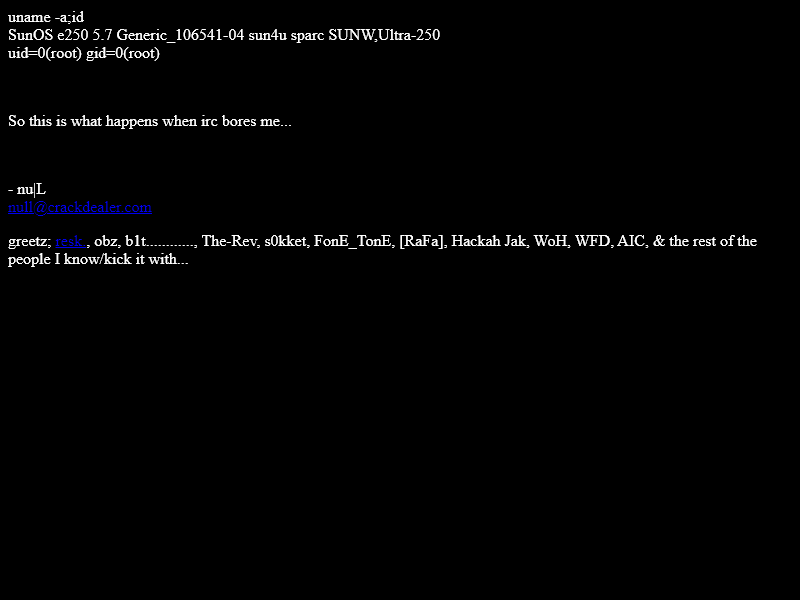 uname -a;id
SunOS e250 5.7 Generic_106541-04 sun4u sparc SUNW,Ultra-250
uid=0(root) gid=0(root)
So this is what happens when irc bores me...
- nu|L
null@crackdealer.com
greetz; resk , obz, b1t............, The-Rev, s0kket, FonE_TonE, [RaFa], Hackah Jak, WoH, WFD, AIC, & the rest of the
people I know/kick it with...